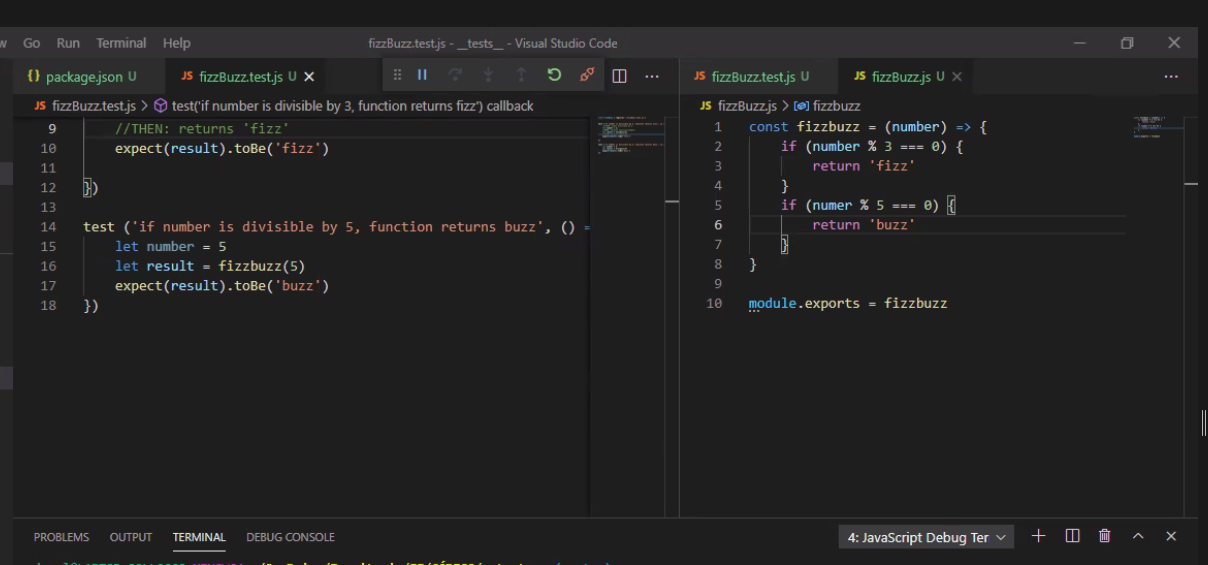 Go Run Terminal Help fizzBuzz.test.js - __tests__ - Visual Studio Code
{} package.json U JS fizzBuzz.test.js U
JS fizzBuzz.test.js > test('if number is divisible by 3, function returns fizz') callback
9 //THEN: returns 'fizz'
10 expect(result).toBe('fizz')
11
12 })
13
14 test ('if number is divisible by 5, function returns buzz', () =
15 let number = 5
16 let result = fizzbuzz(5)
17 expect(result).toBe('buzz')
18 })
JS fizzBuzz.test.js U JS fizzBuzz.js U
JS fizzBuzz.js > fizzbuzz
1 const fizzbuzz = (number) => {
2 if (number % 3 === 0) {
3 return 'fizz'
4 }
5 if (numer % 5 === 0) {
6 return 'buzz'
7 }
8 }
9
10 module.exports = fizzbuzz
PROBLEMS OUTPUT TERMINAL DEBUG CONSOLE
4: JavaScript Debug Ter